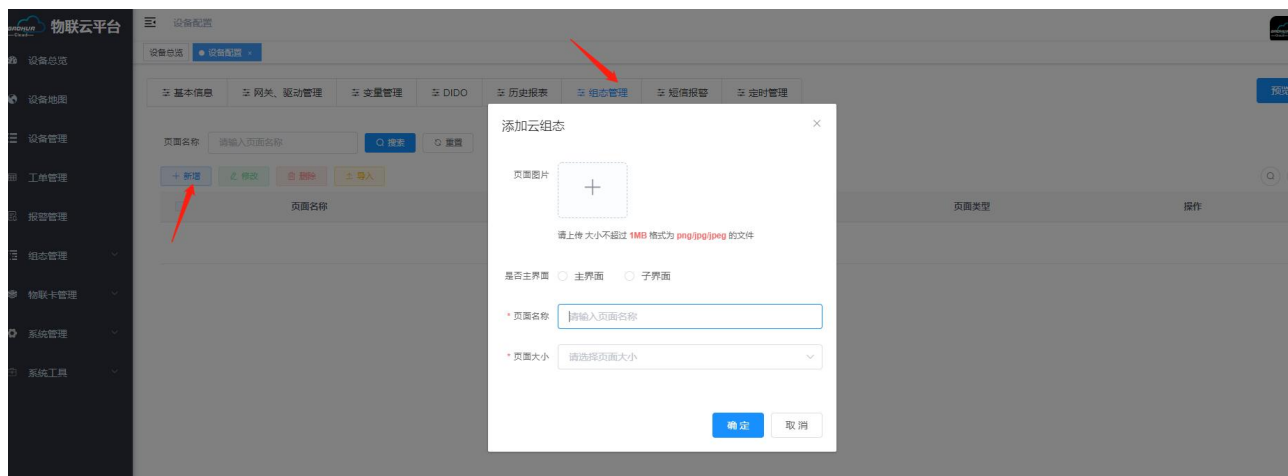 物联云平台
设备配置
设备总览 设备配置 ×
设备总览
设备地图
设备管理
工单管理
报警管理
组态管理
物联卡管理
系统管理
系统工具
基本信息 网关、驱动管理 变量管理 DIDO 历史报表 组态管理 短信报警 定时管理
预览
页面名称 请输入页面名称 搜索 重置
新增 修改 删除 导入
页面名称 页面类型 操作
添加云组态 ×
页面图片
请上传 大小不超过 1MB 格式为 png/jpg/jpeg 的文件
是否主界面 主界面 子界面
* 页面名称 请输入页面名称
* 页面大小 请选择页面大小
确定 取消